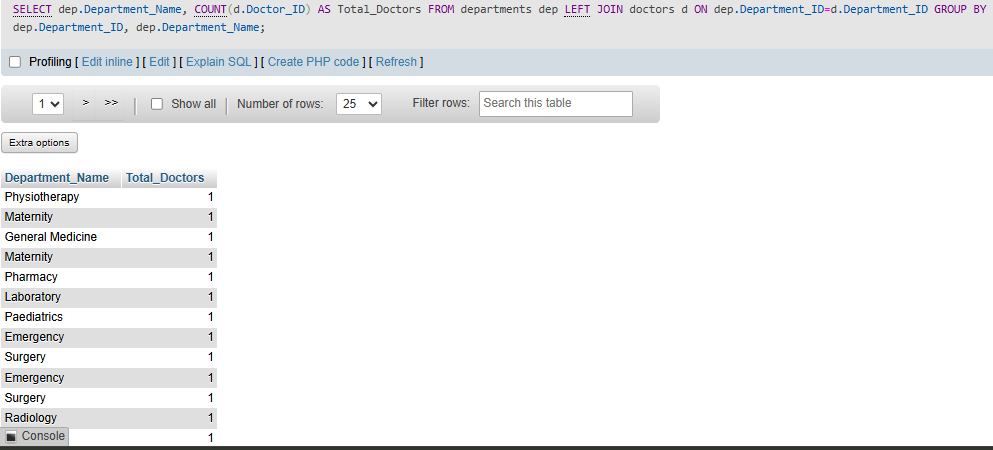 SELECT dep.Department_Name, COUNT(d.Doctor_ID) AS Total_Doctors FROM departments dep LEFT JOIN doctors d ON dep.Department_ID=d.Department_ID GROUP BY
dep.Department_ID, dep.Department_Name;
Profiling [ Edit inline ] [ Edit ] [ Explain SQL ] [ Create PHP code ] [ Refresh ]
1 > >> Show all Number of rows: 25 Filter rows: Search this table
Extra options
Department_Name Total_Doctors
Physiotherapy 1
Maternity 1
General Medicine 1
Maternity 1
Pharmacy 1
Laboratory 1
Paediatrics 1
Emergency 1
Surgery 1
Emergency 1
Surgery 1
Radiology 1
Console 1